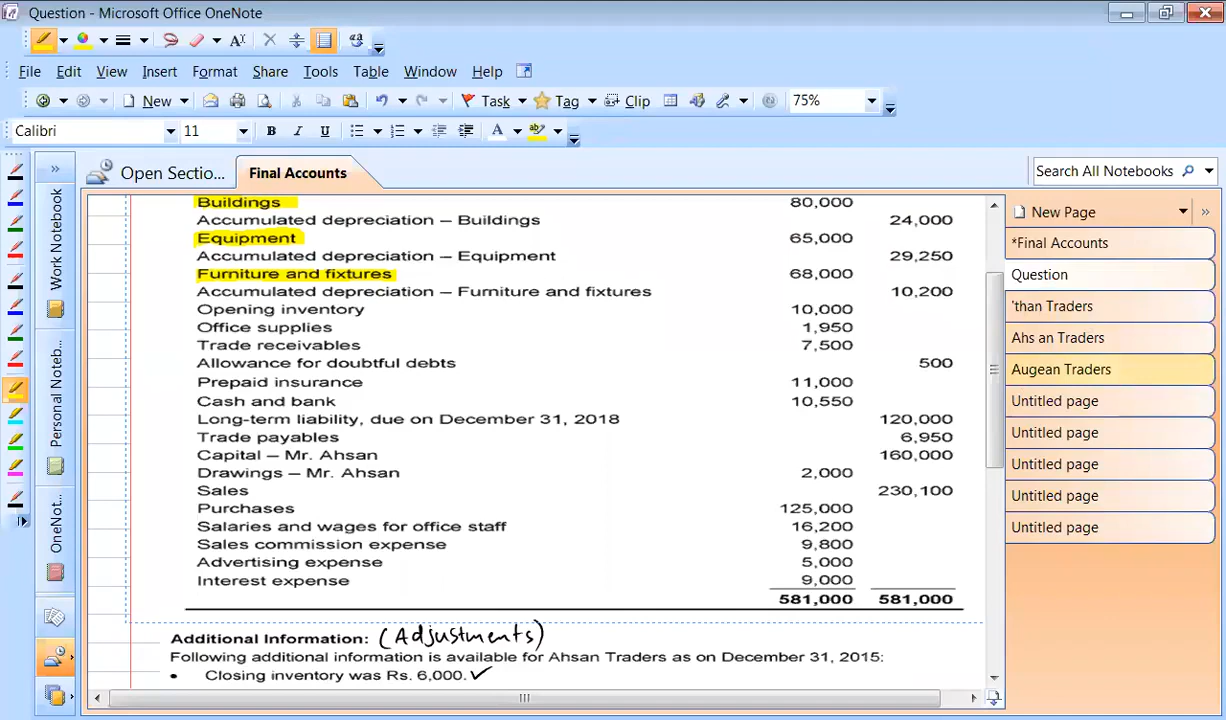 Question - Microsoft Office OneNote
File Edit View Insert Format Share Tools Table Window Help
New Task Tag Clip 75%
Calibri 11 B I U A
Open Sectio... Final Accounts Search All Notebooks
Work Notebook
Personal Noteb...
OneNot...
New Page
*Final Accounts
Question
'than Traders
Ahs an Traders
Augean Traders
Untitled page
Untitled page
Untitled page
Untitled page
Untitled page
Buildings 80,000
Accumulated depreciation – Buildings 24,000
Equipment 65,000
Accumulated depreciation – Equipment 29,250
Furniture and fixtures 68,000
Accumulated depreciation – Furniture and fixtures 10,200
Opening inventory 10,000
Office supplies 1,950
Trade receivables 7,500
Allowance for doubtful debts 500
Prepaid insurance 11,000
Cash and bank 10,550
Long-term liability, due on December 31, 2018 120,000
Trade payables 6,950
Capital – Mr. Ahsan 160,000
Drawings – Mr. Ahsan 2,000
Sales 230,100
Purchases 125,000
Salaries and wages for office staff 16,200
Sales commission expense 9,800
Advertising expense 5,000
Interest expense 9,000
581,000 581,000
Additional Information: (Adjustments)
Following additional information is available for Ahsan Traders as on December 31, 2015:
• Closing inventory was Rs. 6,000.